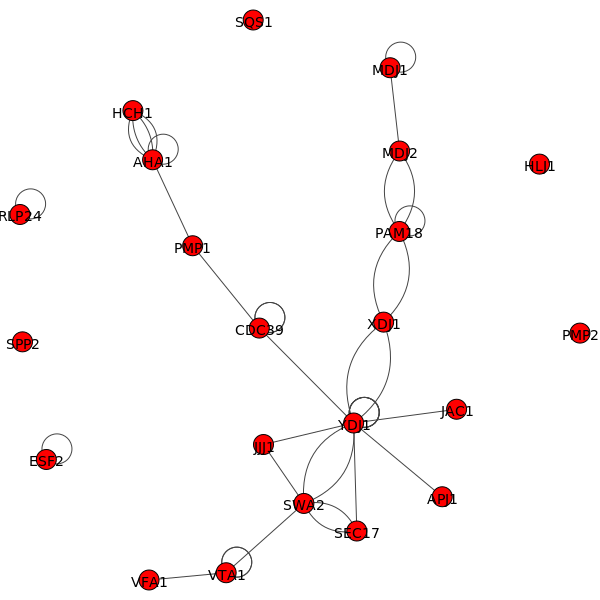 SQS1
MDJ1
HCH1
MDJ2
AHA1
HLJ1
RLP24
PAM18
PMP1
XDJ1
CDC39
PMP2
SPP2
JAC1
YDJ1
JJJ1
ESF2
APJ1
SWA2
SEC17
VTA1
VFA1